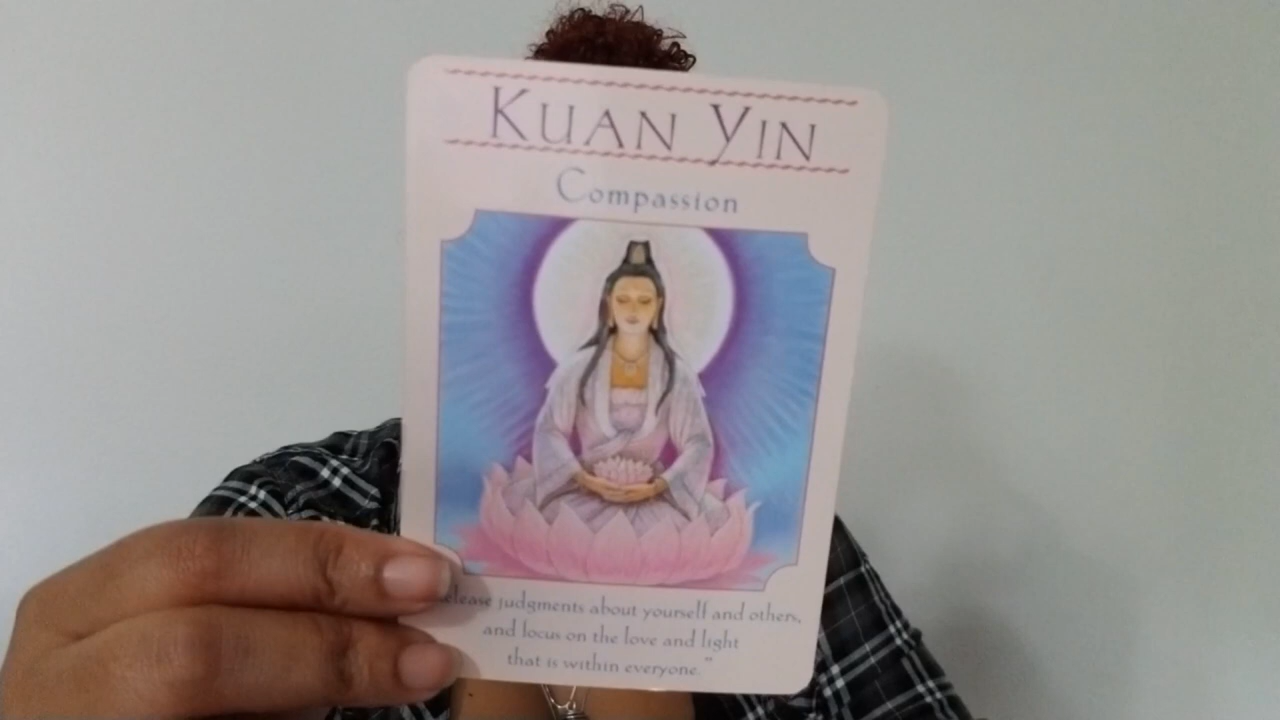 KUAN YIN
Compassion
elease judgments about yourself and others,
and focus on the love and light
that is within everyone."